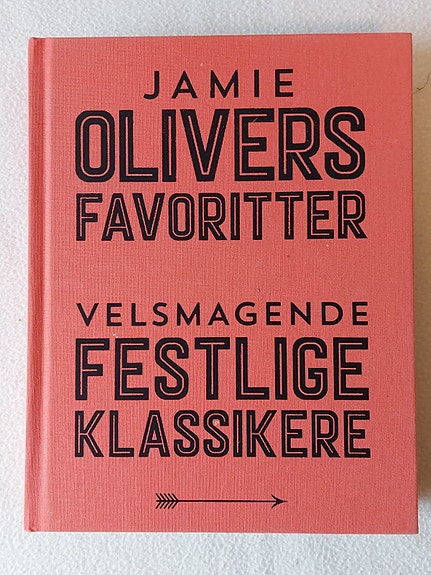 JAMIE
OLIVERS
FAVORITTER
VELSMAGENDE
FESTLIGE
KLASSIKERE